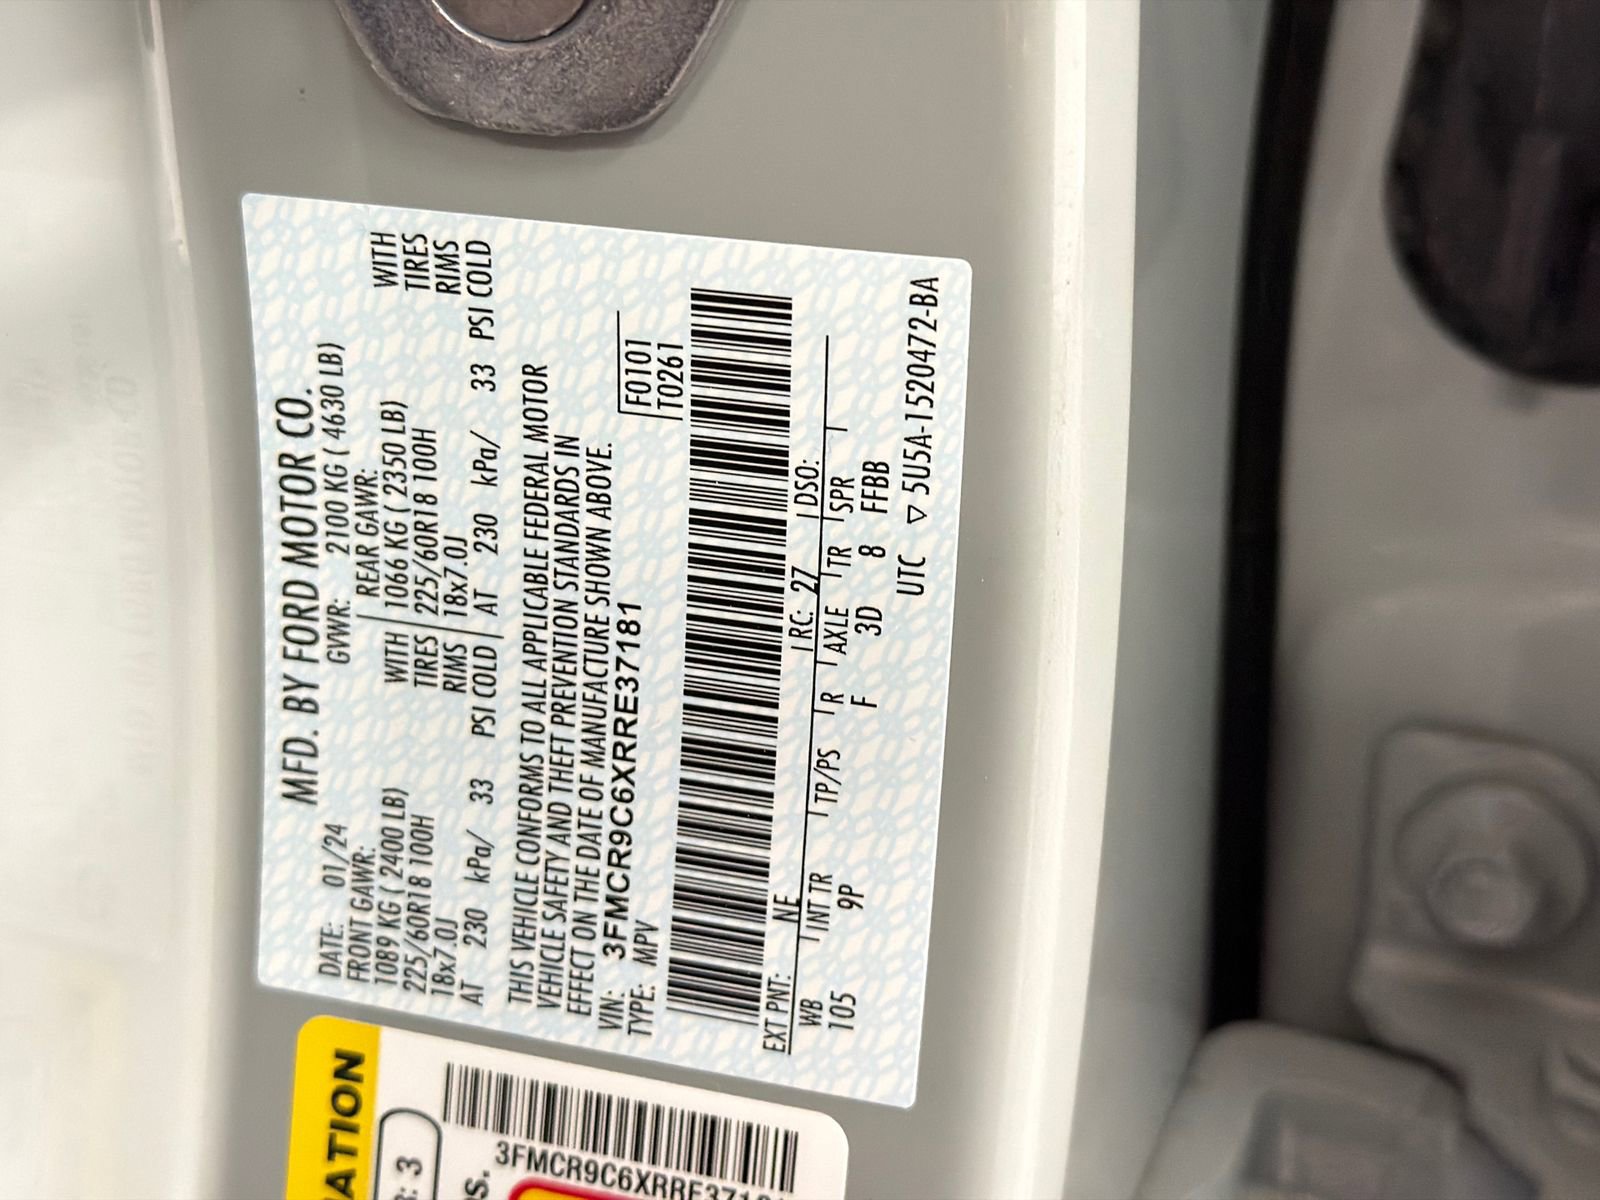 MFD. BY FORD MOTOR CO.
DATE: 01/24 GVWR: 2100 KG ( 4630 LB)
FRONT GAWR: REAR GAWR:
1089 KG ( 2400 LB) WITH 1066 KG ( 2350 LB) WITH
225/60R18 100H TIRES 225/60R18 100H TIRES
18x7.0J RIMS 18x7.0J RIMS
AT 230 kPa/ 33 PSI COLD AT 230 kPa/ 33 PSI COLD
THIS VEHICLE CONFORMS TO ALL APPLICABLE FEDERAL MOTOR
VEHICLE SAFETY AND THEFT PREVENTION STANDARDS IN
EFFECT ON THE DATE OF MANUFACTURE SHOWN ABOVE.
VIN: 3FMCR9C6XRRE37181 F0101
TYPE: MPV T0261
EXT PNT: NE RC: 27 DSO:
WB INT TR TP/PS R AXLE TR SPR
105 9P F 3D 8 FFBB
UTC ▽ 5U5A-1520472-BA
3
3FMCR9C6XRRE3718